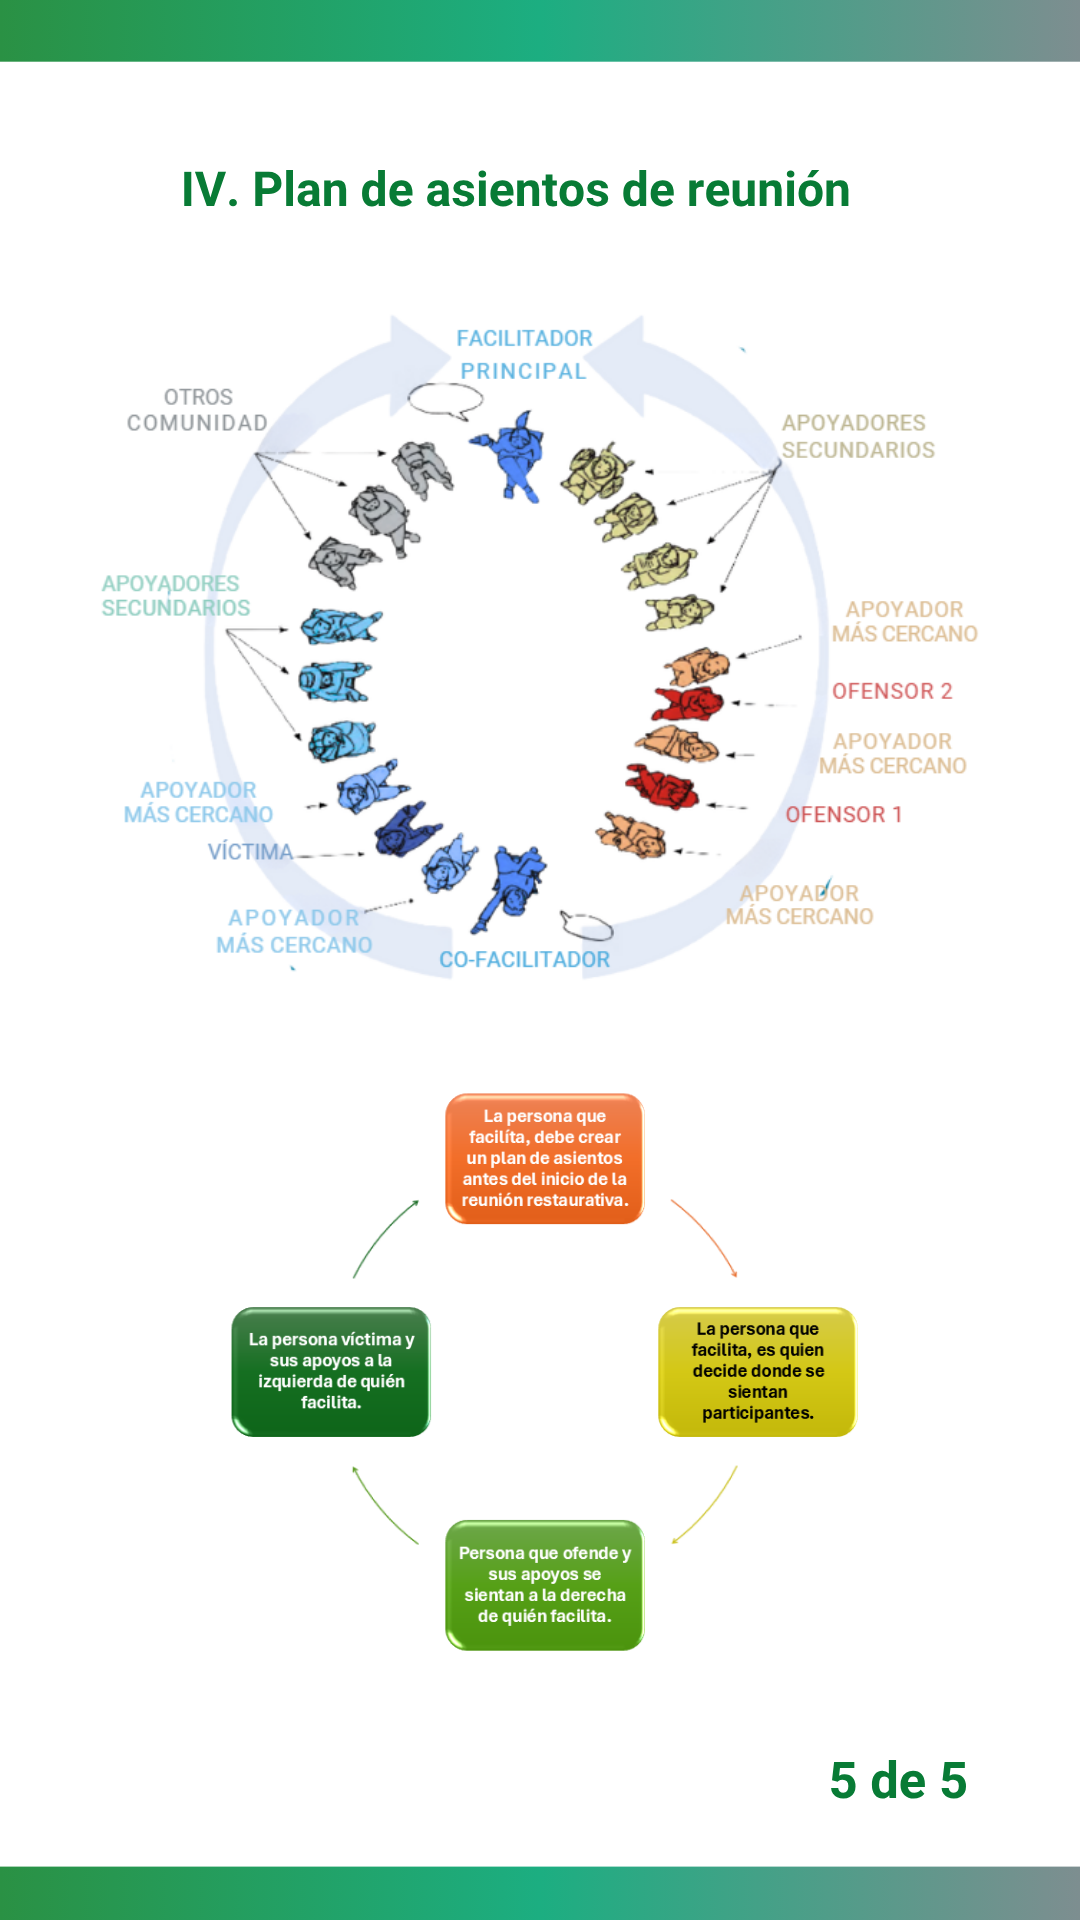 IV. Plan de asientos de reunión
FACILITADOR
PRINCIPAL
OTROS
COMUNIDAD
APOYADORES
SECUNDARIOS
APOYADORES
SECUNDARIOS
APOYADOR
MÁS CERCANO
OFENSOR 2
APOYADOR
MÁS CERCANO
OFENSOR 1
APOYADOR
MÁS CERCANO
VÍCTIMA
APOYADOR
MÁS CERCANO
APOYADOR
MÁS CERCANO
CO-FACILITADOR
La persona que
facilíta, debe crear
un plan de asientos
antes del inicio de la
reunión restaurativa.
La persona que
facilita, es quien
decide donde se
sientan
participantes.
Persona que ofende y
sus apoyos se
sientan a la derecha
de quién facilita.
La persona víctima y
sus apoyos a la
izquierda de quién
facilita.
5 de 5